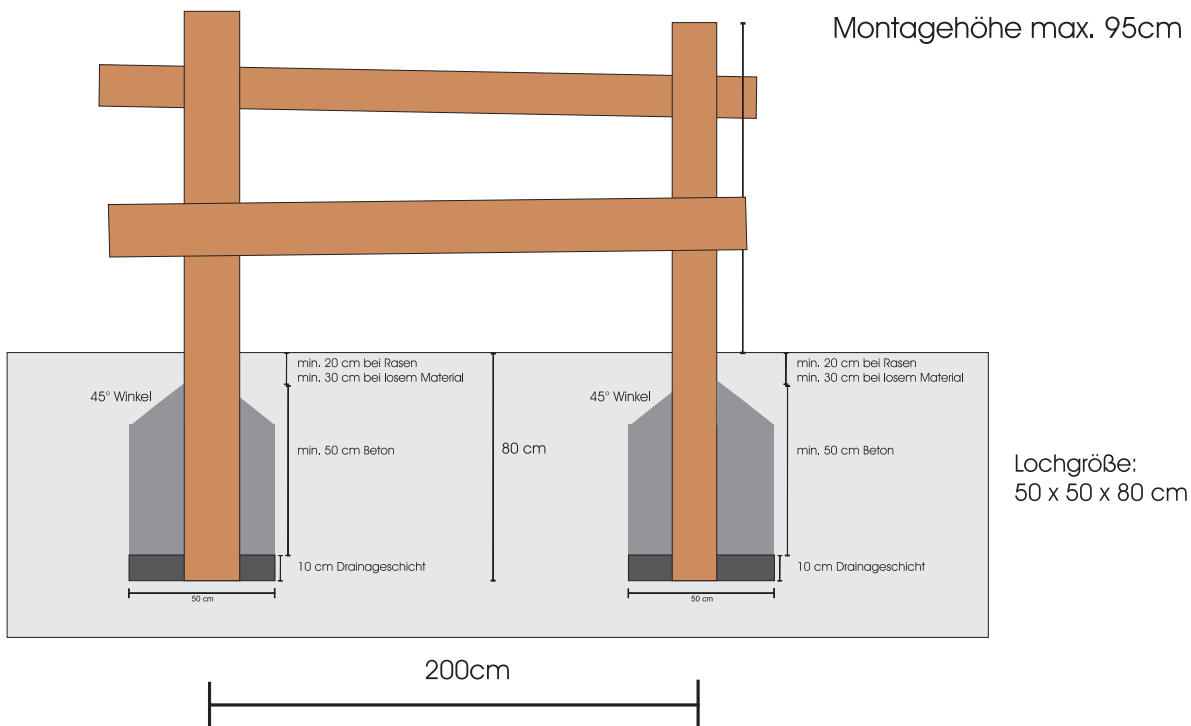 Montagehöhe max. 95cm
min. 20 cm bei Rasen
min. 30 cm bei losem Material
45° Winkel
min. 50 cm Beton
80 cm
10 cm Drainageschicht
50 cm
min. 20 cm bei Rasen
min. 30 cm bei losem Material
45° Winkel
min. 50 cm Beton
10 cm Drainageschicht
50 cm
Lochgröße:
50 x 50 x 80 cm
200cm